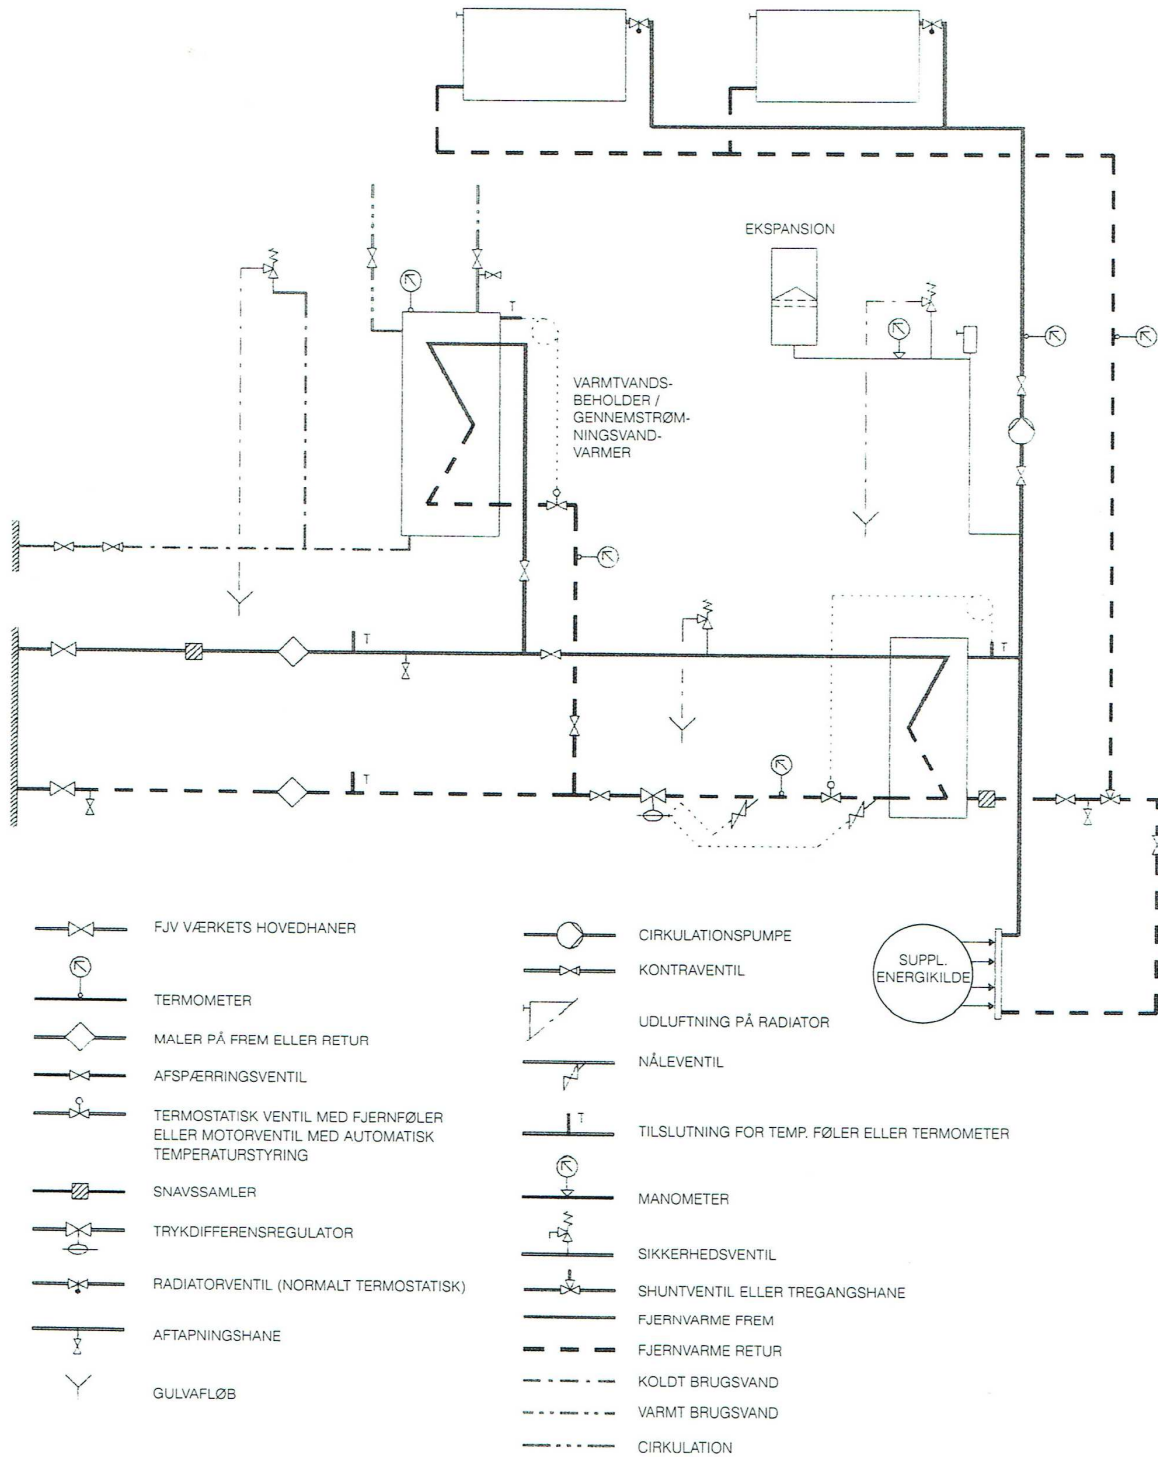 EKSPANSION
T
VARMTVANDS-
BEHOLDER /
GENNEMSTRØM-
NINGSVAND-
VARMER
T
T
T
SUPPL.
ENERGIKILDE
FJV VÆRKETS HOVEDHANER
TERMOMETER
MALER PÅ FREM ELLER RETUR
AFSPÆRRINGSVENTIL
TERMOSTATISK VENTIL MED FJERNFØLER
ELLER MOTORVENTIL MED AUTOMATISK
TEMPERATURSTYRING
SNAVSSAMLER
TRYKDIFFERENSREGULATOR
RADIATORVENTIL (NORMALT TERMOSTATISK)
AFTAPNINGSHANE
GULVAFLØB
CIRKULATIONSPUMPE
KONTRAVENTIL
UDLUFTNING PÅ RADIATOR
NÅLEVENTIL
T
TILSLUTNING FOR TEMP. FØLER ELLER TERMOMETER
MANOMETER
SIKKERHEDSVENTIL
SHUNTVENTIL ELLER TREGANGSHANE
FJERNVARME FREM
FJERNVARME RETUR
KOLDT BRUGSVAND
VARMT BRUGSVAND
CIRKULATION